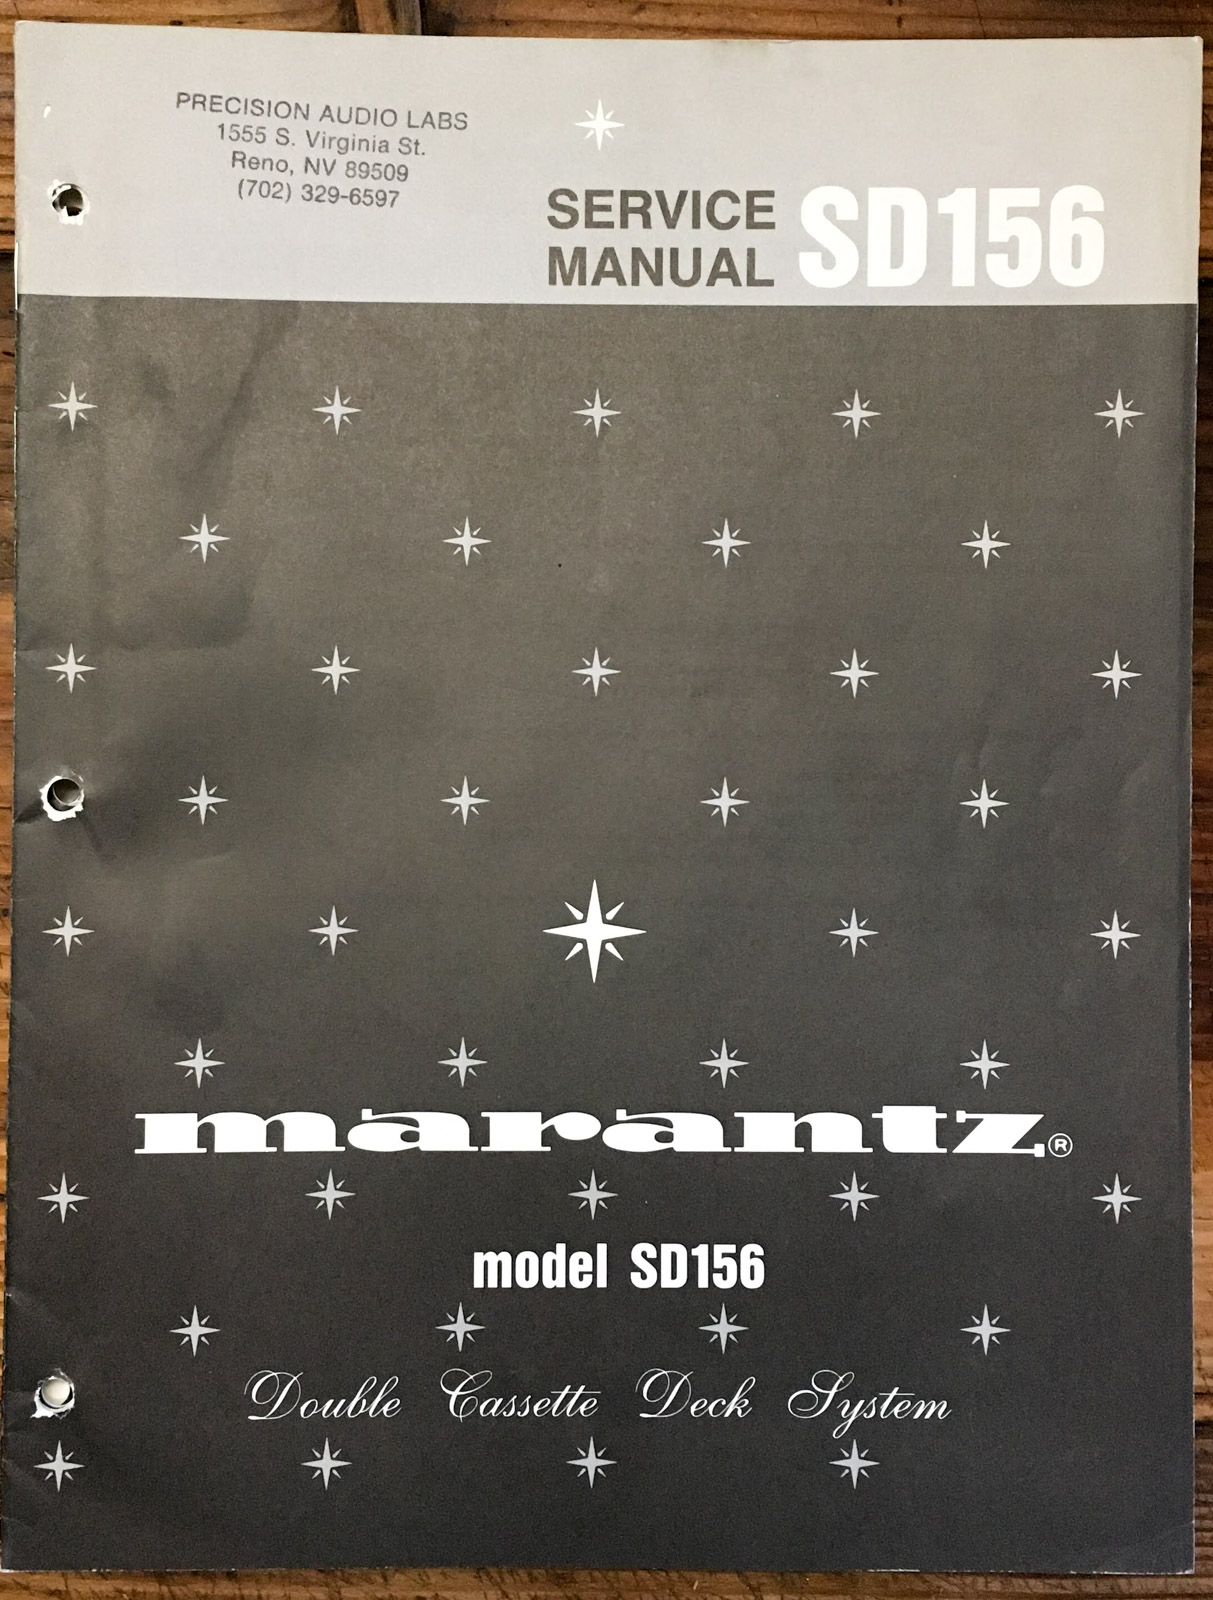 PRECISION AUDIO LABS
1555 S. Virginia St.
Reno, NV 89509
(702) 329-6597
SERVICE
MANUAL
SD156
marantz®
model SD156
Double Cassette Deck System